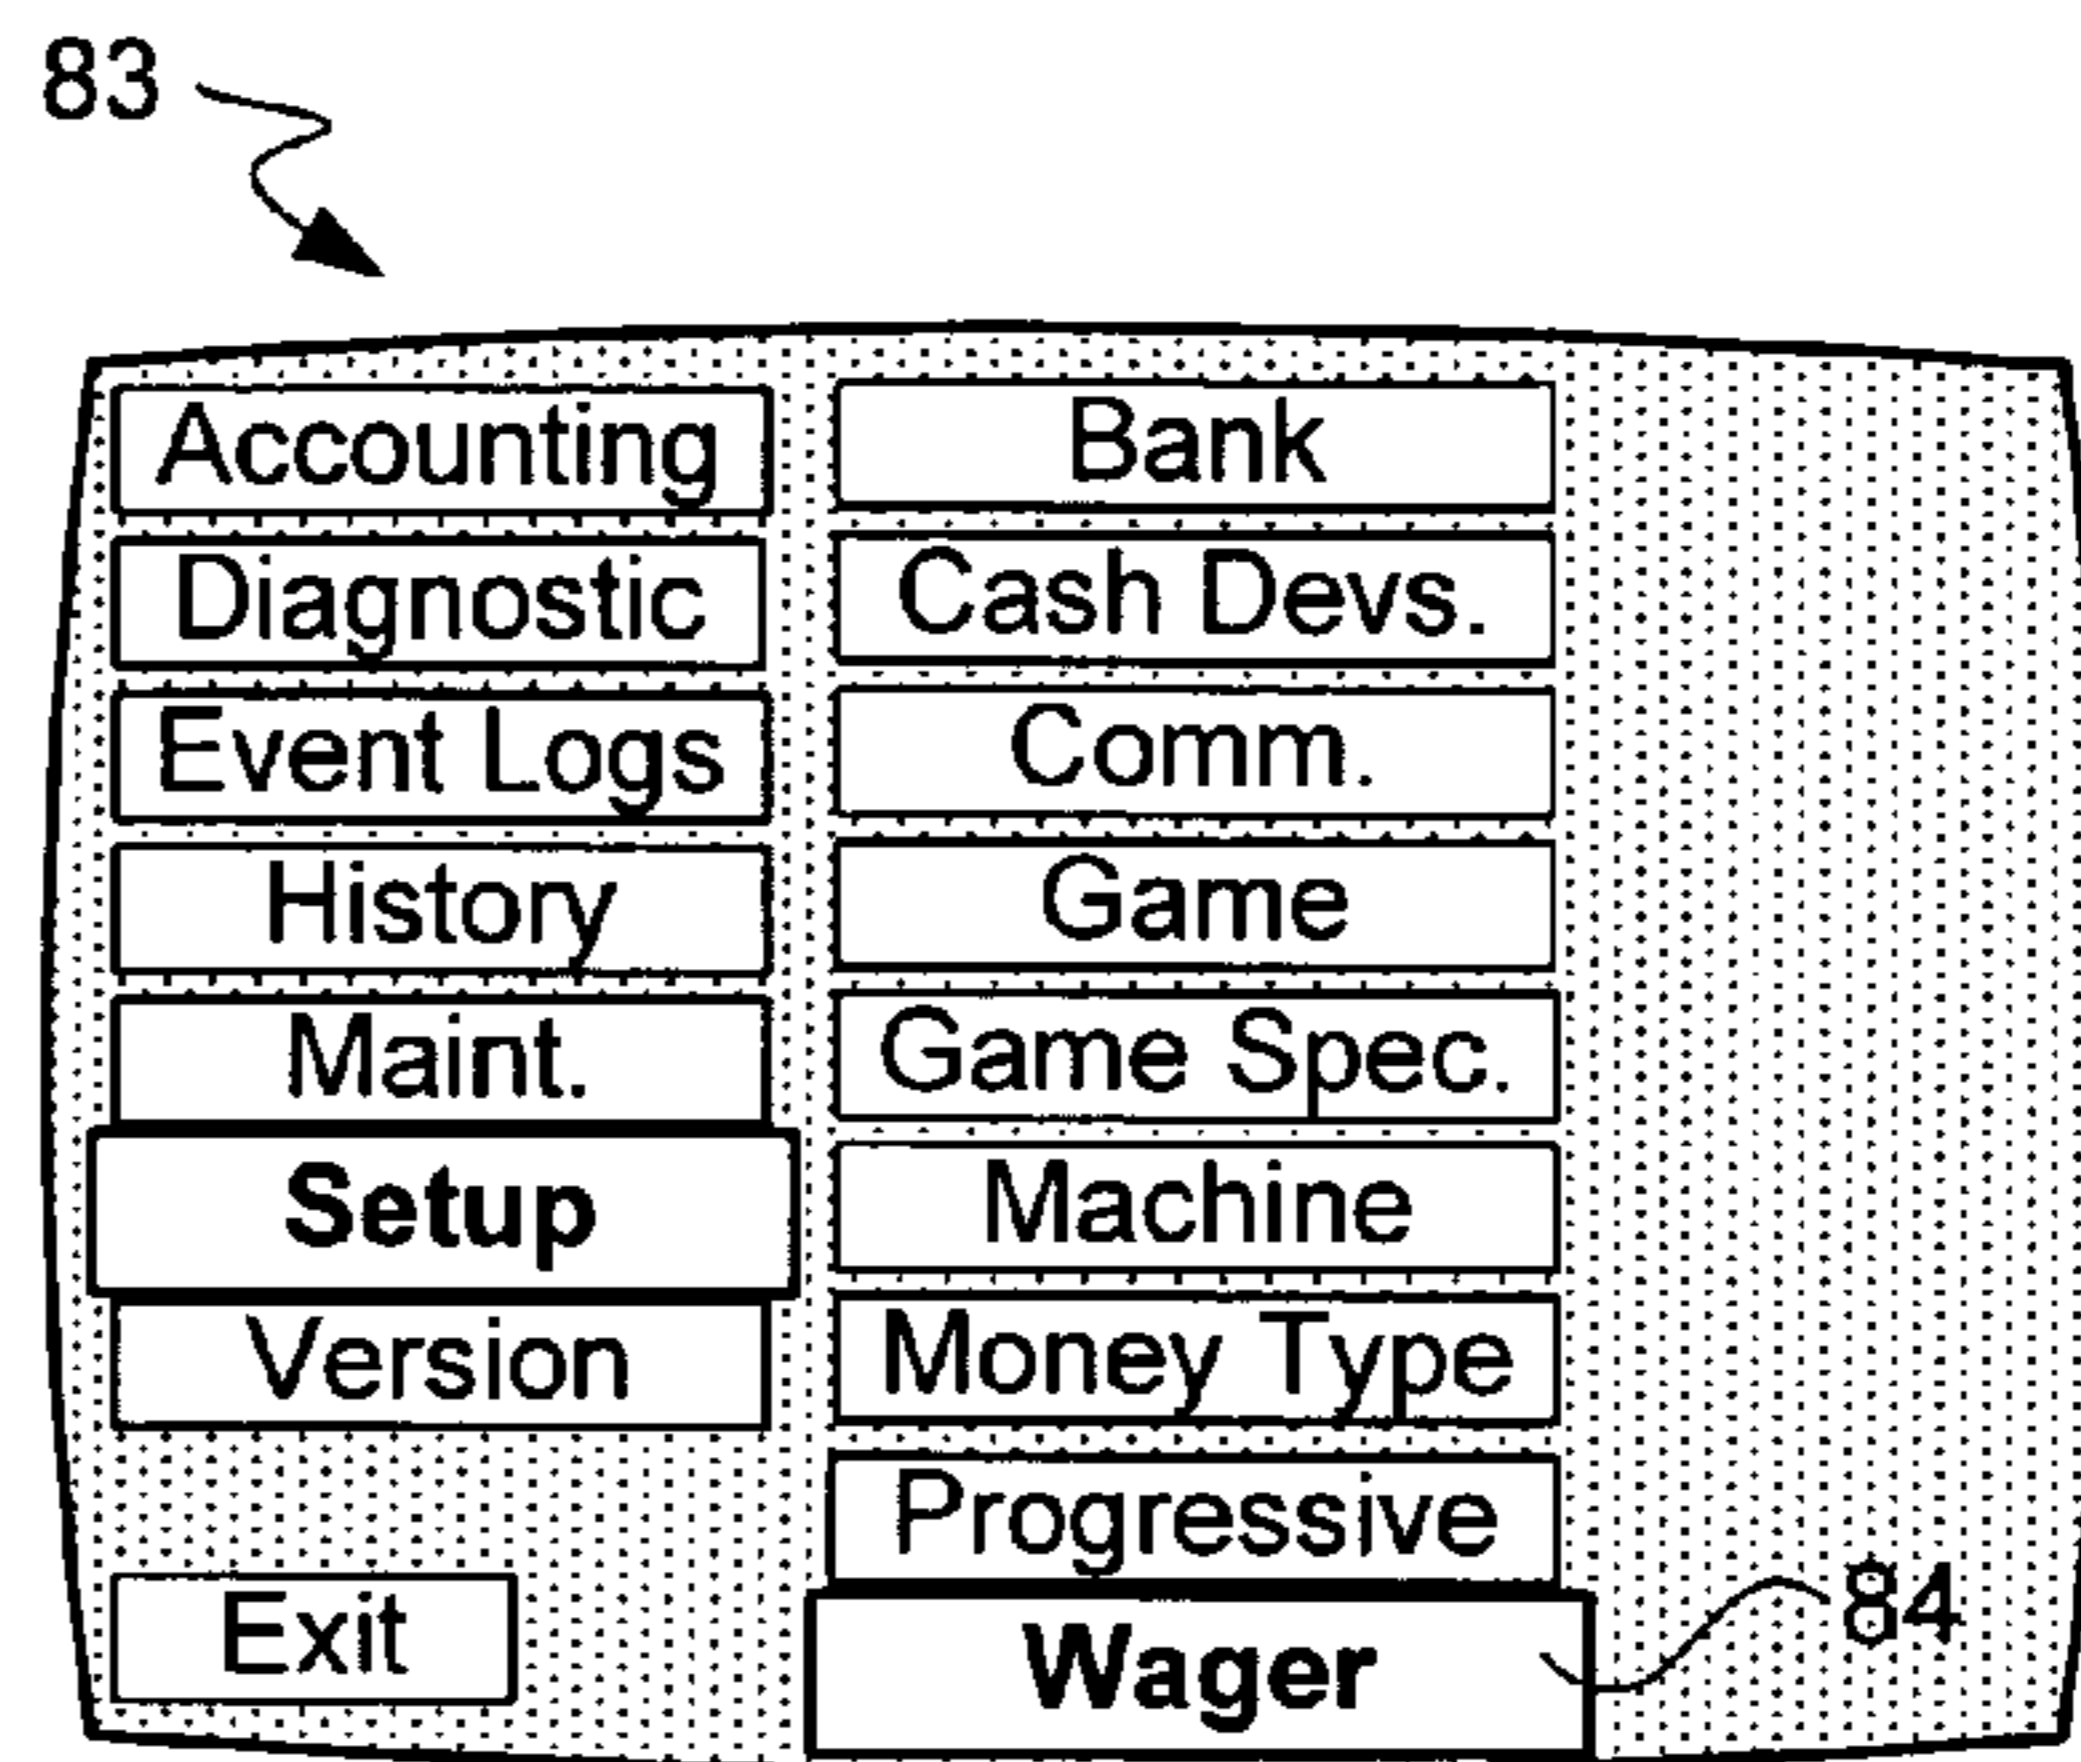 83
Accounting
Diagnostic
Event Logs
History
Maint.
Setup
Version
Exit
Bank
Cash Devs.
Comm.
Game
Game Spec.
Machine
Money Type
Progressive
Wager
84